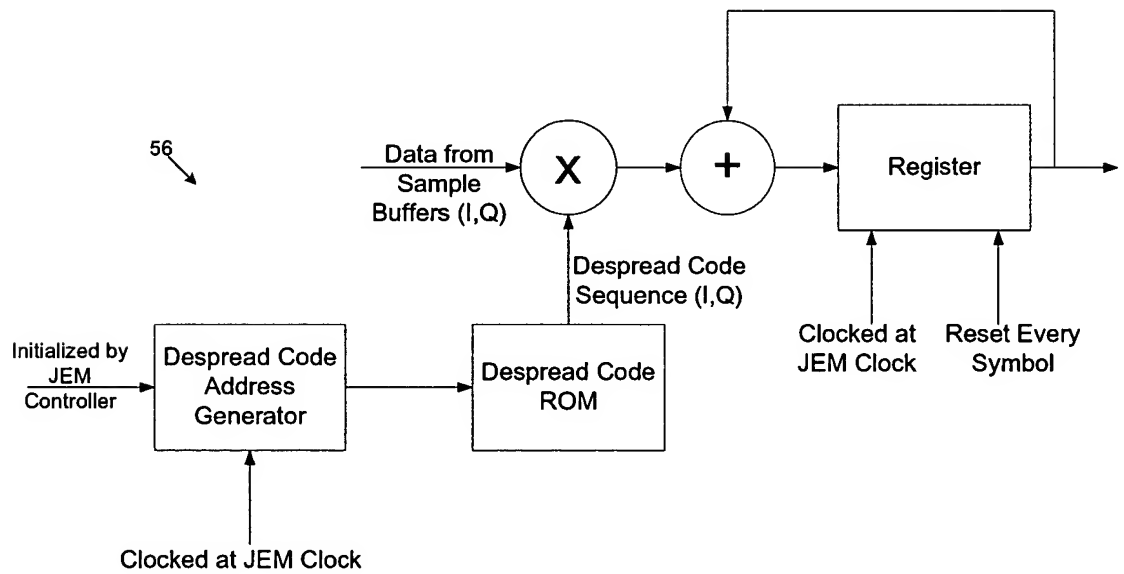 56
Data from
Sample
Buffers (I,Q)
X
+
Register
Despread Code
Sequence (I,Q)
Clocked at
JEM Clock
Reset Every
Symbol
Initialized by
JEM
Controller
Despread Code
Address
Generator
Despread Code
ROM
Clocked at JEM Clock